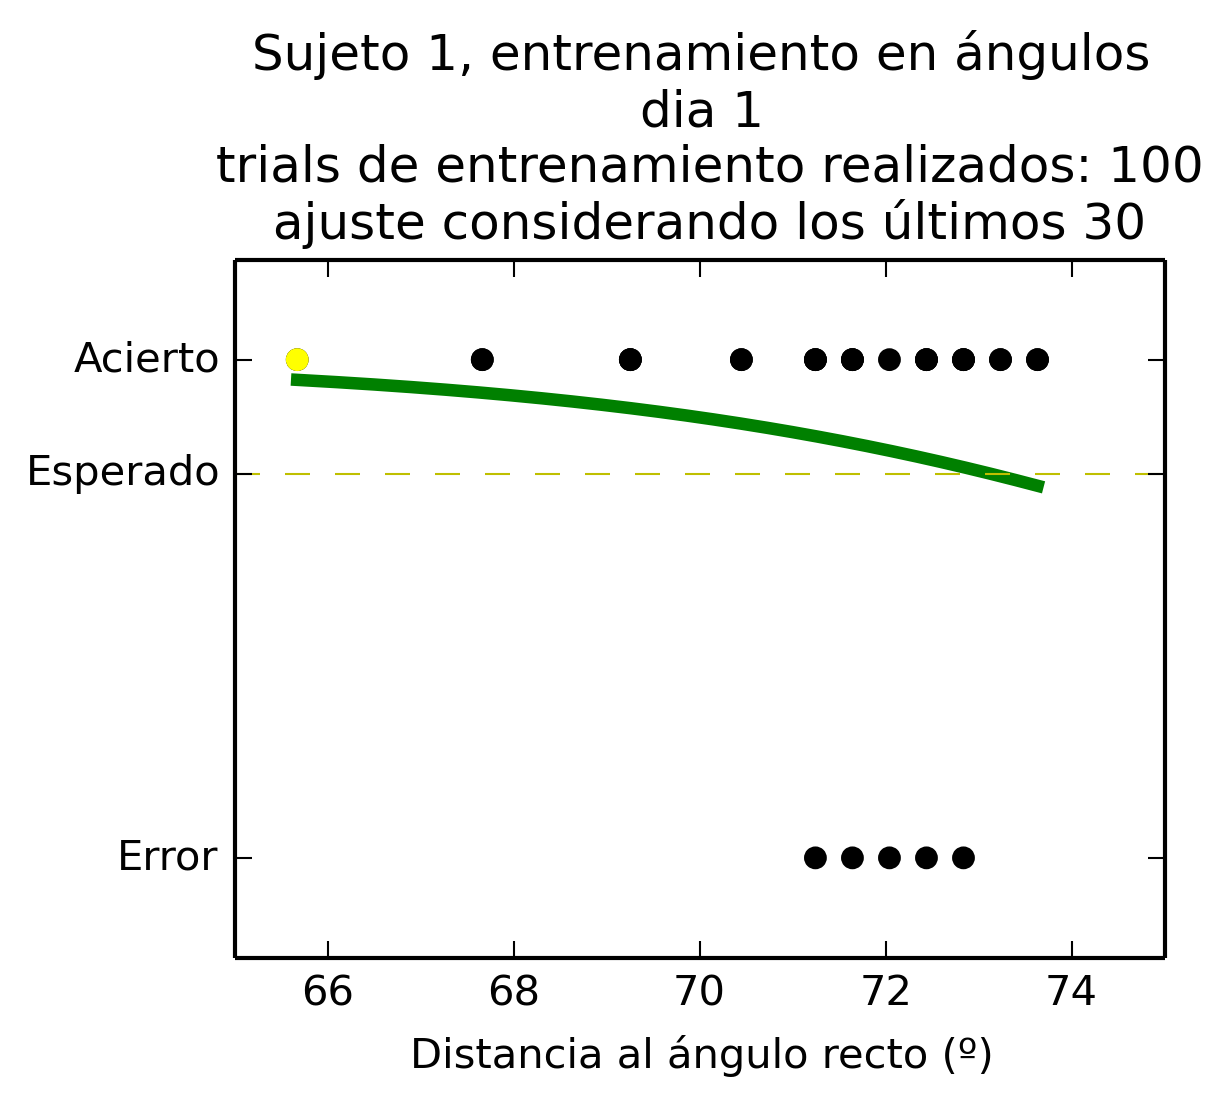 Sujeto 1, entrenamiento en ángulos
dia 1
trials de entrenamiento realizados: 100
ajuste considerando los últimos 30
Acierto
Esperado
Error
66 68 70 72 74
Distancia al ángulo recto (º)